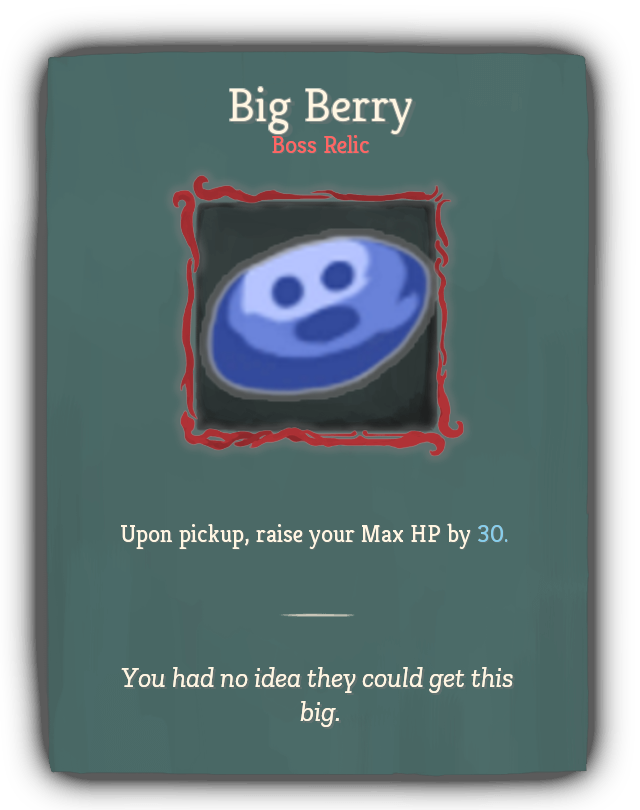 Big Berry
Boss Relic
Upon pickup, raise your Max HP by 30.
You had no idea they could get this
big.